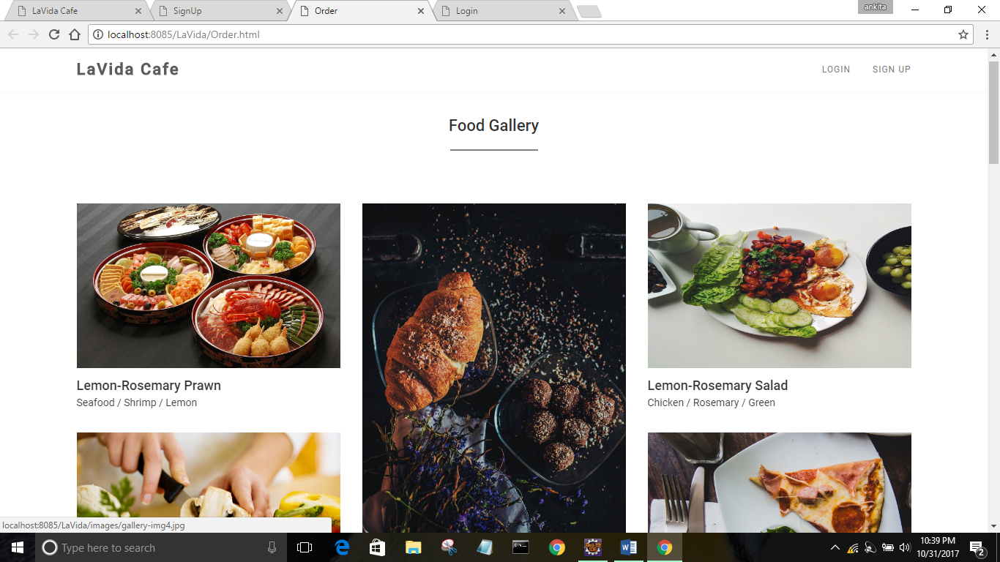 LaVida Cafe
SignUp
Order
Login
ankita
localhost:8085/LaVida/Order.html
LaVida Cafe
LOGIN
SIGN UP
Food Gallery
Lemon-Rosemary Prawn
Seafood / Shrimp / Lemon
Lemon-Rosemary Salad
Chicken / Rosemary / Green
localhost:8085/LaVida/images/gallery-img4.jpg
Type here to search
10:39 PM
10/31/2017
2